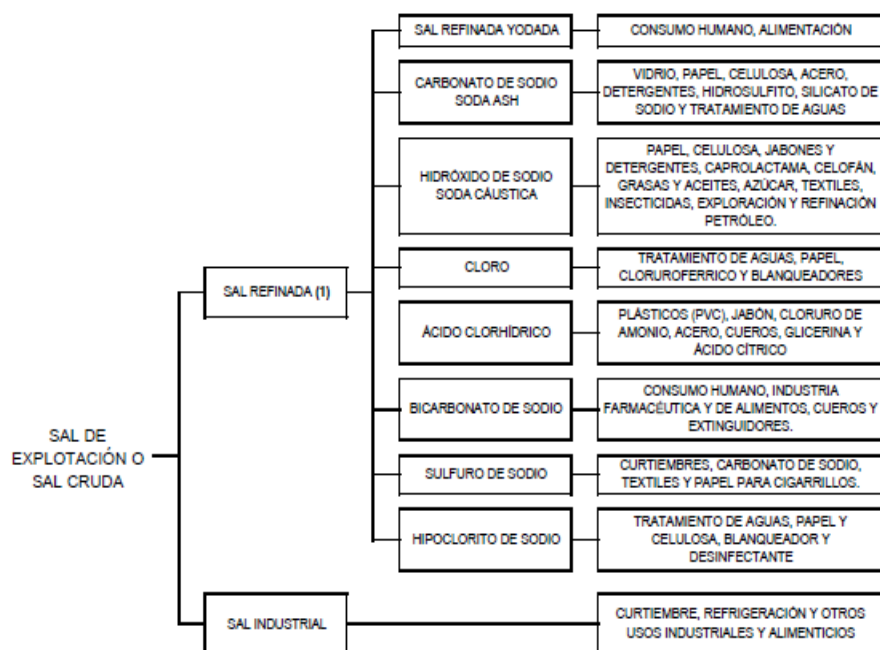 SAL REFINADA YODADA
CONSUMO HUMANO, ALIMENTACIÓN
CARBONATO DE SODIO
SODA ASH
VIDRIO, PAPEL, CELULOSA, ACERO,
DETERGENTES, HIDROSULFITO, SILICATO DE
SODIO Y TRATAMIENTO DE AGUAS
HIDRÓXIDO DE SODIO
SODA CÁUSTICA
PAPEL, CELULOSA, JABONES Y
DETERGENTES, CAPROLACTAMA, CELOFÁN,
GRASAS Y ACEITES, AZÚCAR, TEXTILES,
INSECTICIDAS, EXPLORACIÓN Y REFINACIÓN
PETRÓLEO.
CLORO
TRATAMIENTO DE AGUAS, PAPEL,
CLORUROFERRICO Y BLANQUEADORES
SAL REFINADA (1)
ÁCIDO CLORHÍDRICO
PLÁSTICOS (PVC), JABÓN, CLORURO DE
AMONIO, ACERO, CUEROS, GLICERINA Y
ÁCIDO CÍTRICO
BICARBONATO DE SODIO
CONSUMO HUMANO, INDUSTRIA
FARMACÉUTICA Y DE ALIMENTOS, CUEROS Y
EXTINGUIDORES.
SAL DE
EXPLOTACIÓN O
SAL CRUDA
SULFURO DE SODIO
CURTIEMBRES, CARBONATO DE SODIO,
TEXTILES Y PAPEL PARA CIGARRILLOS.
HIPOCLORITO DE SODIO
TRATAMIENTO DE AGUAS, PAPEL Y
CELULOSA, BLANQUEADOR Y
DESINFECTANTE
SAL INDUSTRIAL
CURTIEMBRE, REFRIGERACIÓN Y OTROS
USOS INDUSTRIALES Y ALIMENTICIOS